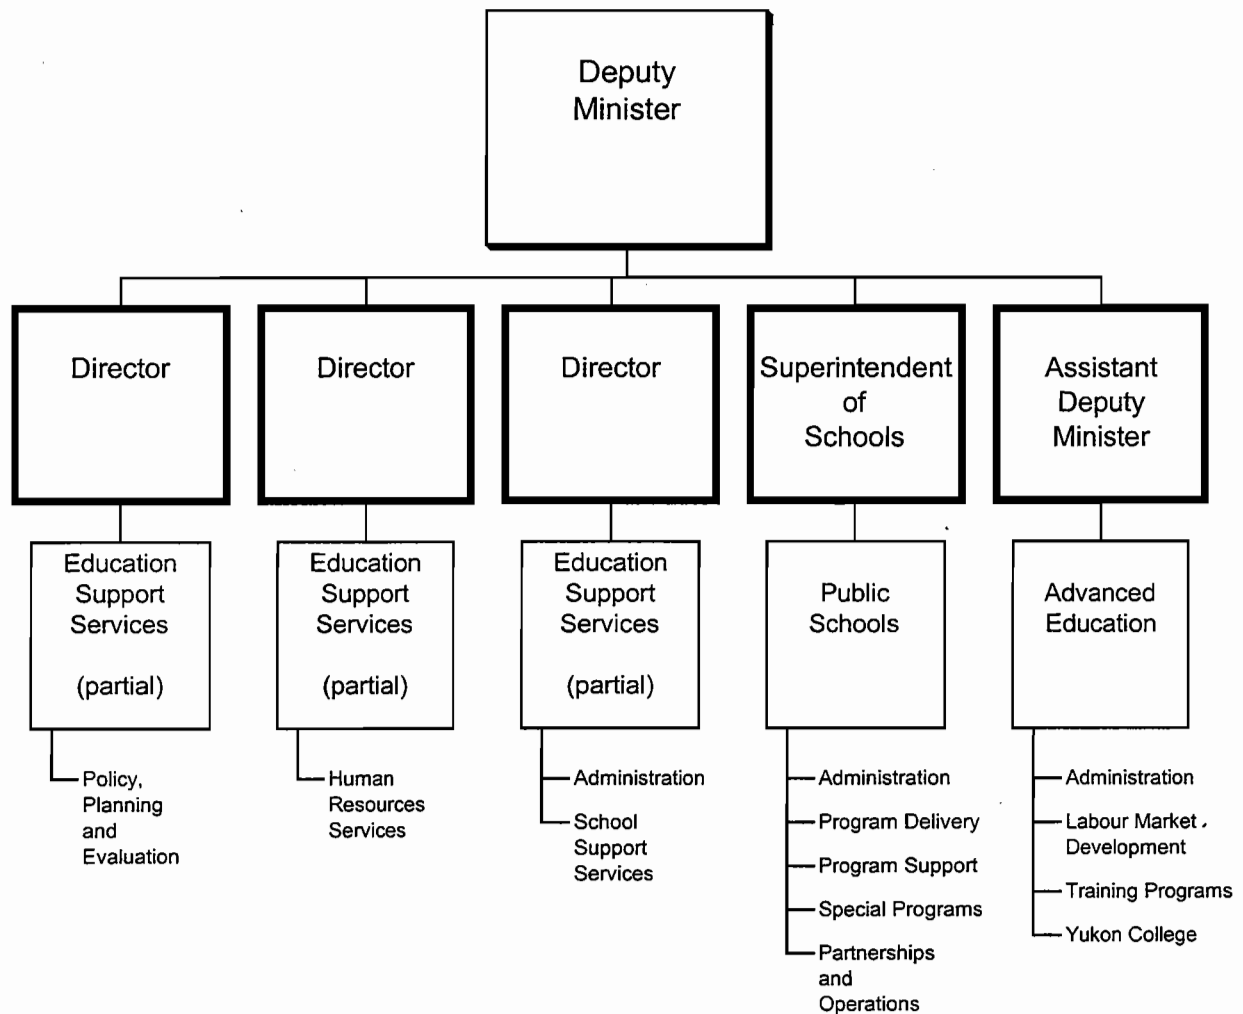 Deputy
Minister
Director
Director
Director
Superintendent
of
Schools
Assistant
Deputy
Minister
Education
Support
Services
(partial)
Education
Support
Services
(partial)
Education
Support
Services
(partial)
Public
Schools
Advanced
Education
Policy,
Planning
and
Evaluation
Human
Resources
Services
Administration
School
Support
Services
Administration
Program Delivery
Program Support
Special Programs
Partnerships
and
Operations
Administration
Labour Market
Development
Training Programs
Yukon College